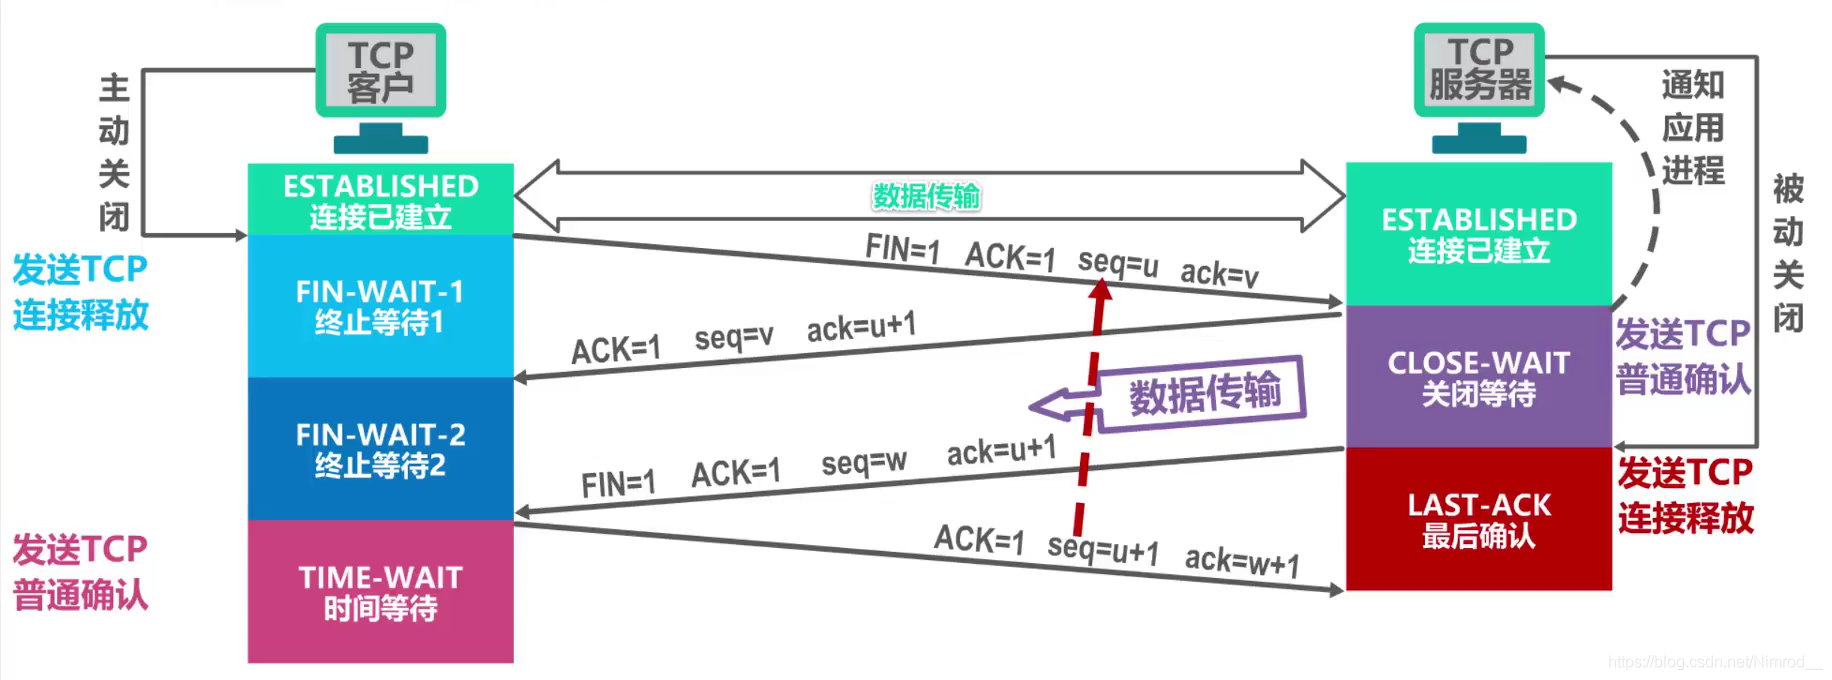 TCP
客户
TCP
服务器
主动关闭
通知
应用
进程
被动关闭
ESTABLISHED
连接已建立
数据传输
ESTABLISHED
连接已建立
FIN=1 ACK=1 seq=u ack=v
发送TCP
连接释放
FIN-WAIT-1
终止等待1
ACK=1 seq=v ack=u+1
发送TCP
普通确认
CLOSE-WAIT
关闭等待
数据传输
FIN-WAIT-2
终止等待2
FIN=1 ACK=1 seq=w ack=u+1
发送TCP
连接释放
LAST-ACK
最后确认
ACK=1 seq=u+1 ack=w+1
发送TCP
普通确认
TIME-WAIT
时间等待
https://blog.csdn.net/Nimrod__